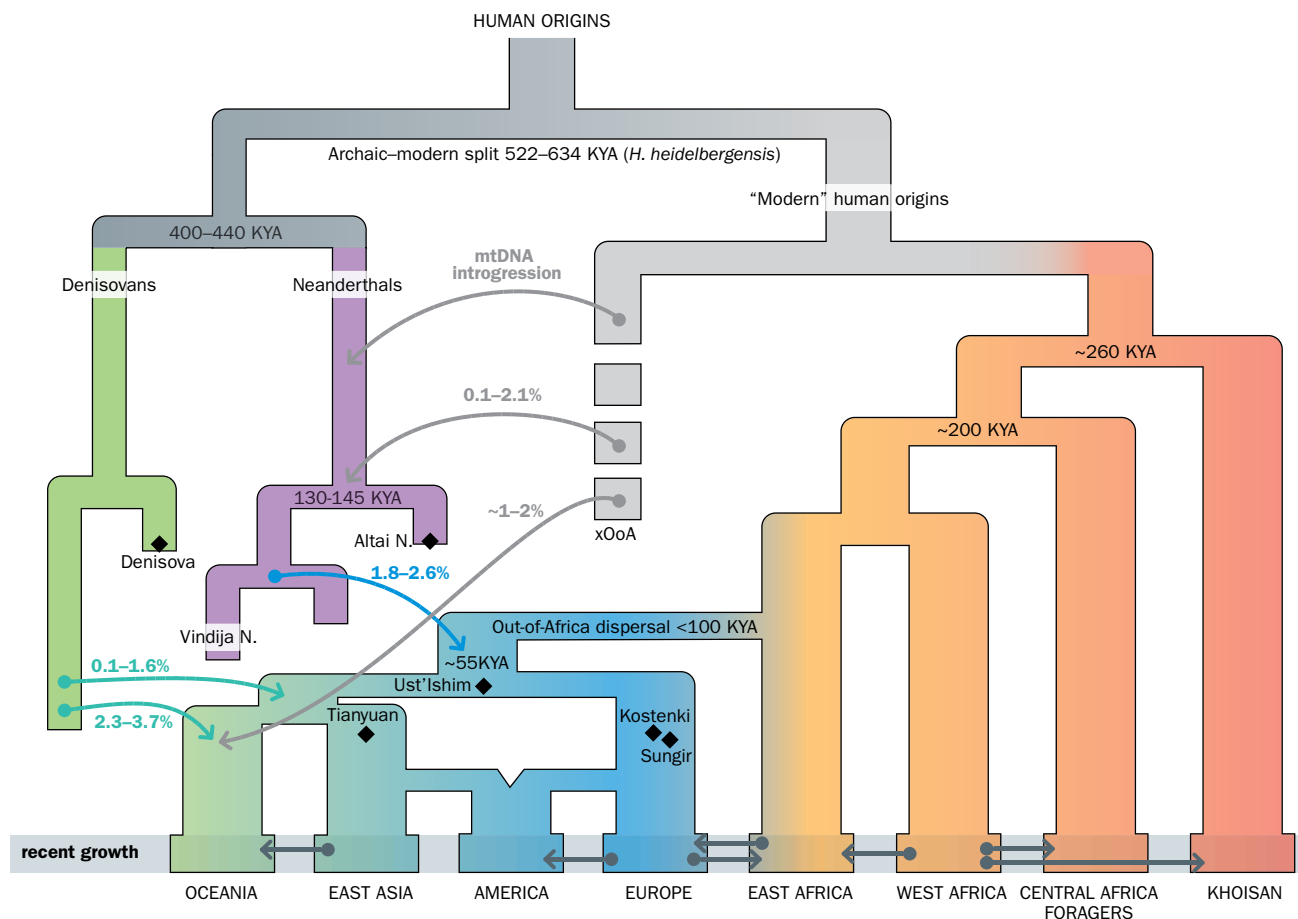 HUMAN ORIGINS
Archaic–modern split 522–634 KYA (H. heidelbergensis)
“Modern” human origins
400–440 KYA
mtDNA
introgression
Denisovans
Neanderthals
~260 KYA
0.1–2.1%
~200 KYA
130-145 KYA
~1–2%
xOoA
Altai N.
Denisova
1.8–2.6%
Out-of-Africa dispersal <100 KYA
Vindija N.
~55KYA
0.1–1.6%
Ust’Ishim
2.3–3.7%
Tianyuan
Kostenki
Sungir
recent growth
OCEANIA
EAST ASIA
AMERICA
EUROPE
EAST AFRICA
WEST AFRICA
CENTRAL AFRICA
FORAGERS
KHOISAN